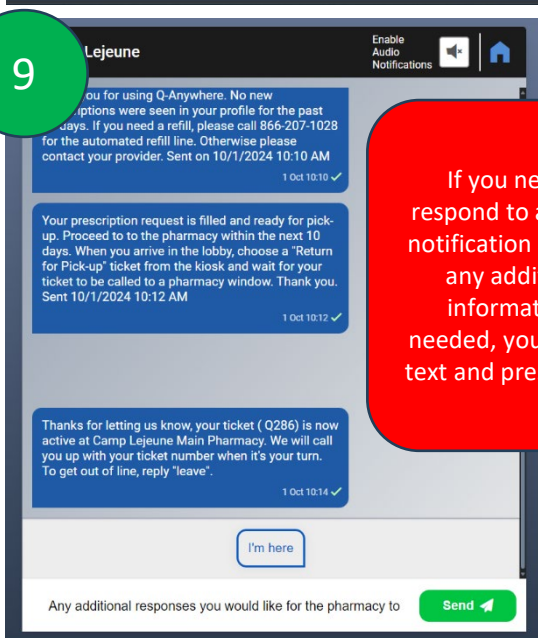 9
Lejeune
Enable
Audio
Notifications
ou for using Q-Anywhere. No new
iptions were seen in your profile for the past
days. If you need a refill, please call 866-207-1028
for the automated refill line. Otherwise please
contact your provider. Sent on 10/1/2024 10:10 AM
1 Oct 10:10
Your prescription request is filled and ready for pick-
up. Proceed to to the pharmacy within the next 10
days. When you arrive in the lobby, choose a "Return
for Pick-up" ticket from the kiosk and wait for your
ticket to be called to a pharmacy window. Thank you.
Sent 10/1/2024 10:12 AM
1 Oct 10:12
Thanks for letting us know, your ticket ( Q286) is now
active at Camp Lejeune Main Pharmacy. We will call
you up with your ticket number when it's your turn.
To get out of line, reply "leave".
1 Oct 10:14
I'm here
Any additional responses you would like for the pharmacy to
Send
If you ne
respond to a
notification
any addi
informat
needed, you
text and pre